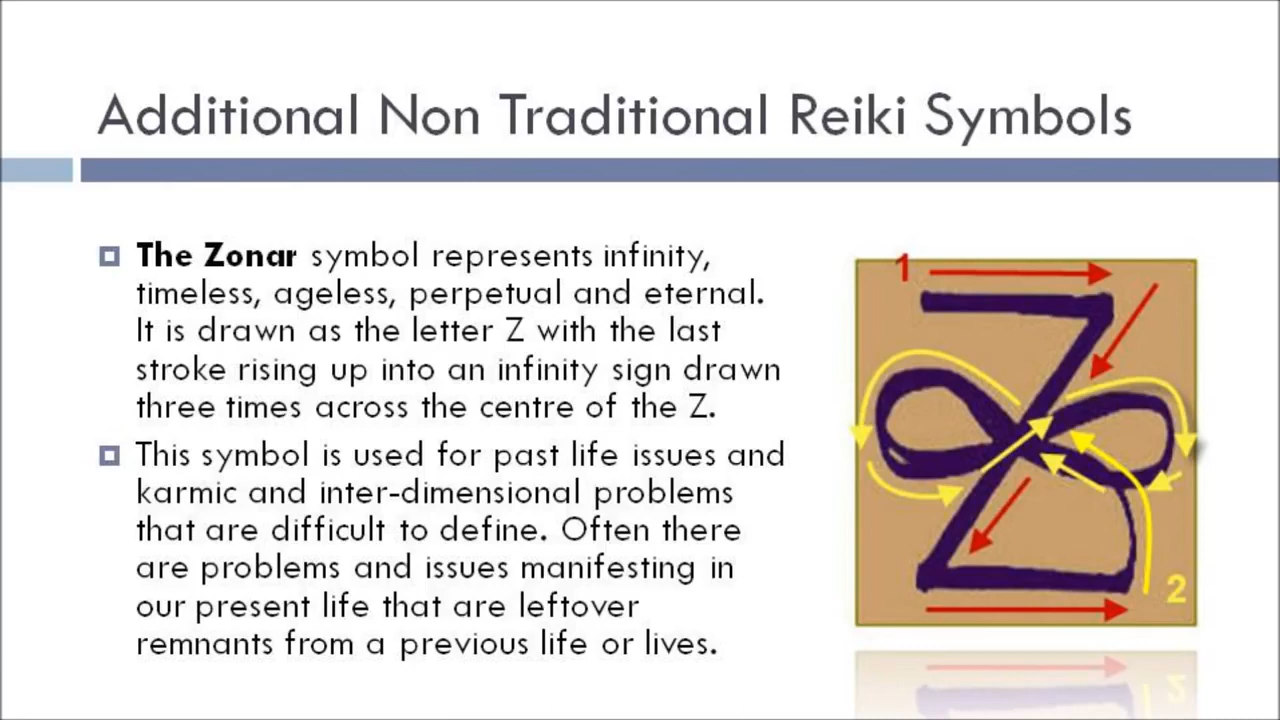 Additional Non Traditional Reiki Symbols
The Zonar symbol represents infinity,
timeless, ageless, perpetual and eternal.
It is drawn as the letter Z with the last
stroke rising up into an infinity sign drawn
three times across the centre of the Z.
This symbol is used for past life issues and
karmic and inter-dimensional problems
that are difficult to define. Often there
are problems and issues manifesting in
our present life that are leftover
remnants from a previous life or lives.
1
2